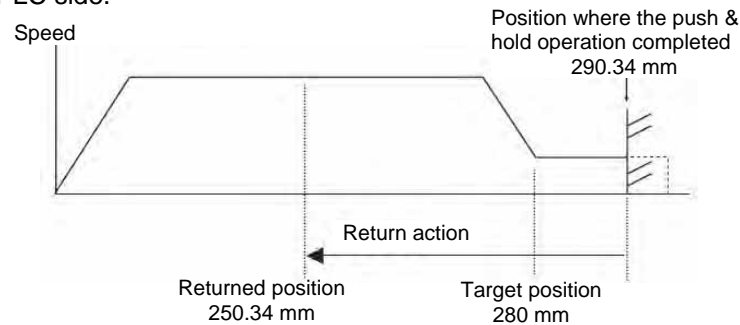 Position where the push &
Speed
hold operation completed
290.34 mm
Return action
Returned position
250.34 mm
Target position
280 mm